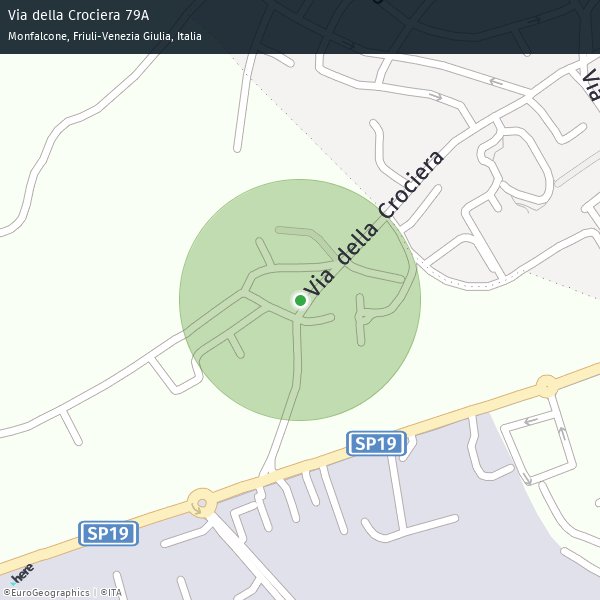 Via della Crociera 79A
Monfalcone, Friuli-Venezia Giulia, Italia
Via
Via della Crociera
SP19
SP19
here
©EuroGeographics | ©ITA